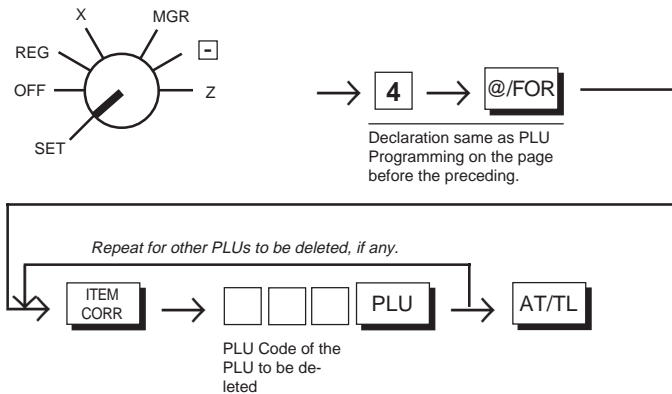 X
MGR
REG
-
OFF
Z
SET
4
@/FOR
Declaration same as PLU
Programming on the page
before the preceding.
Repeat for other PLUs to be deleted, if any.
ITEM
CORR
PLU
AT/TL
PLU Code of the
PLU to be de-
leted